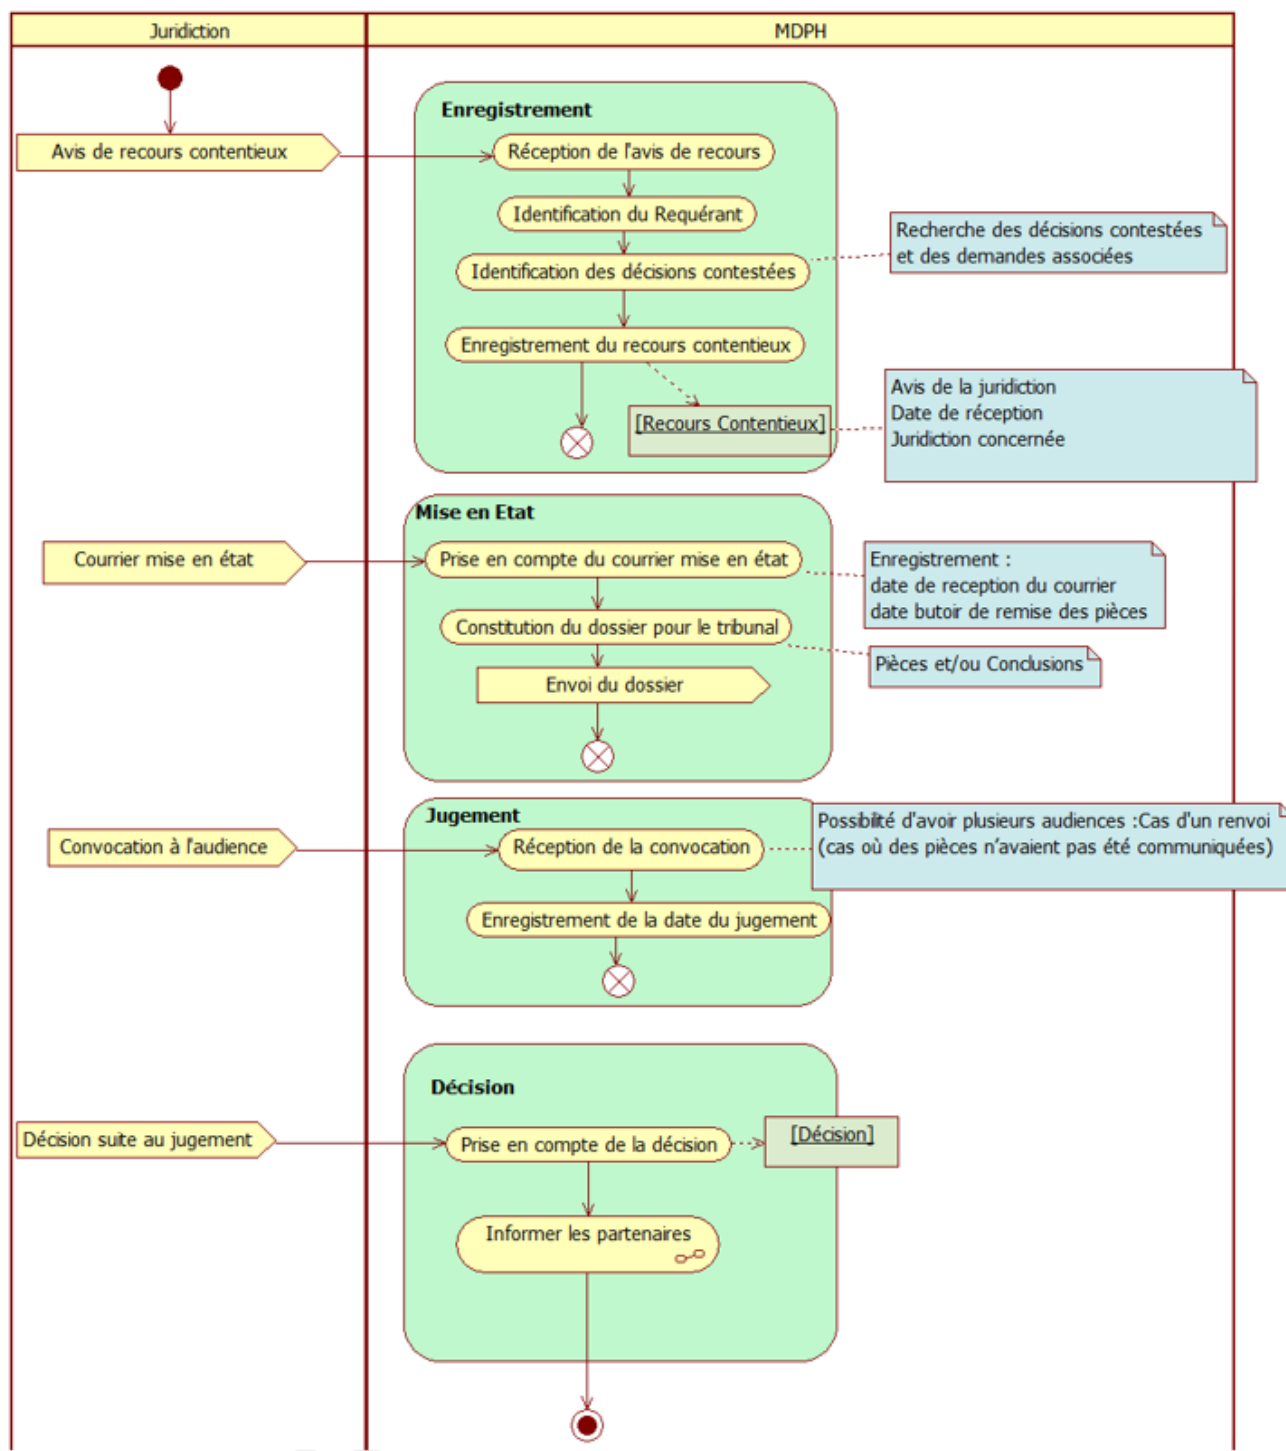 Juridiction
MDPH
Enregistrement
Avis de recours contentieux
Réception de l'avis de recours
Identification du Requérant
Recherche des décisions contestées
et des demandes associées
Identification des décisions contestées
Enregistrement du recours contentieux
Avis de la juridiction
Date de réception
Juridiction concernée
[Recours Contentieux]
Mise en Etat
Courrier mise en état
Prise en compte du courrier mise en état
Enregistrement :
date de reception du courrier
date butoir de remise des pièces
Constitution du dossier pour le tribunal
Pièces et/ou Conclusions
Envoi du dossier
Jugement
Possibilté d'avoir plusieurs audiences :Cas d'un renvoi
(cas où des pièces n'avaient pas été communiquées)
Convocation à l'audience
Réception de la convocation
Enregistrement de la date du jugement
Décision
Décision suite au jugement
Prise en compte de la décision
[Décision]
Informer les partenaires